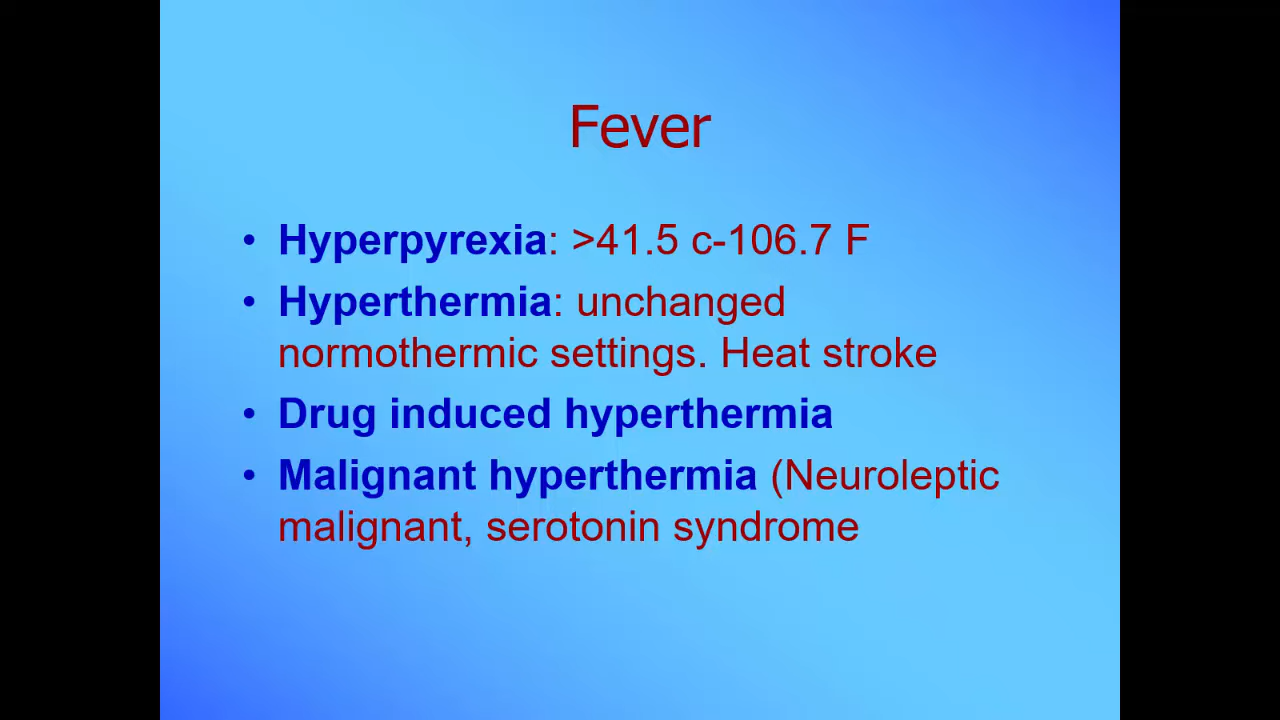 Fever
• Hyperpyrexia: >41.5 c-106.7 F
• Hyperthermia: unchanged
normothermic settings. Heat stroke
• Drug induced hyperthermia
• Malignant hyperthermia (Neuroleptic
malignant, serotonin syndrome